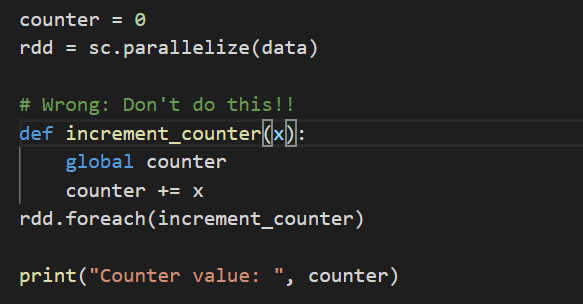 counter = 0
rdd = sc.parallelize(data)
# Wrong: Don't do this!!
def increment_counter(x):
    global counter
    counter += x
rdd.foreach(increment_counter)
print("Counter value: ", counter)